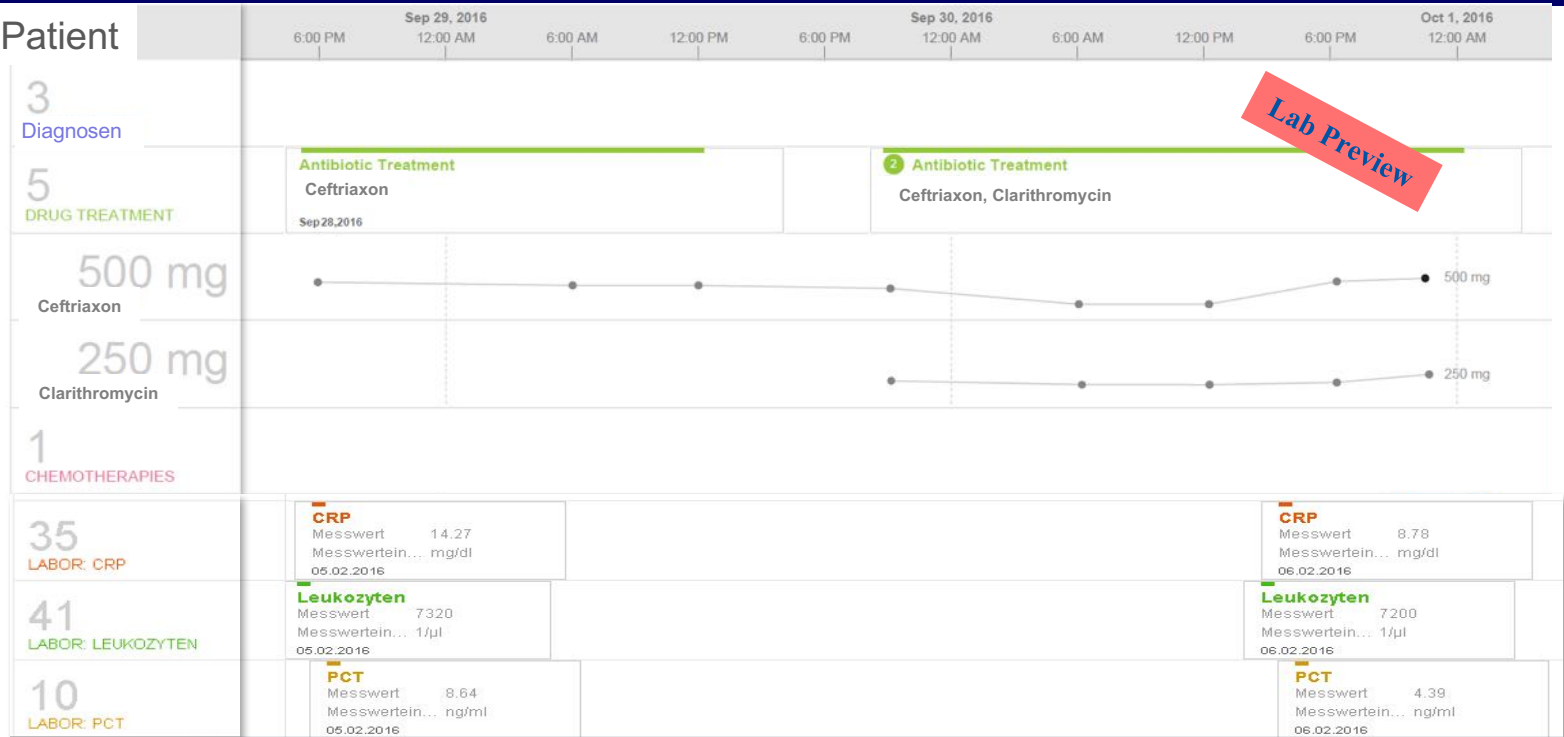 Patient
Sep 29, 2016 Sep 30, 2016 Oct 1, 2016
6:00 PM 12:00 AM 6:00 AM 12:00 PM 6:00 PM 12:00 AM 6:00 AM 12:00 PM 6:00 PM 12:00 AM
Lab Preview
3
Diagnosen
5
DRUG TREATMENT
Antibiotic Treatment
Ceftriaxon
Sep 28,2016
2 Antibiotic Treatment
Ceftriaxon, Clarithromycin
500 mg
Ceftriaxon
500 mg
250 mg
Clarithromycin
250 mg
1
CHEMOTHERAPIES
35
LABOR: CRP
CRP
Messwert 14.27
Messwertein... mg/dl
05.02.2016
CRP
Messwert 8.78
Messwertein... mg/dl
06.02.2016
41
LABOR: LEUKOZYTEN
Leukozyten
Messwert 7320
Messwertein... 1/µl
05.02.2016
Leukozyten
Messwert 7200
Messwertein... 1/µl
06.02.2016
10
LABOR: PCT
PCT
Messwert 8.64
Messwertein... ng/ml
05.02.2016
PCT
Messwert 4.39
Messwertein... ng/ml
06.02.2016